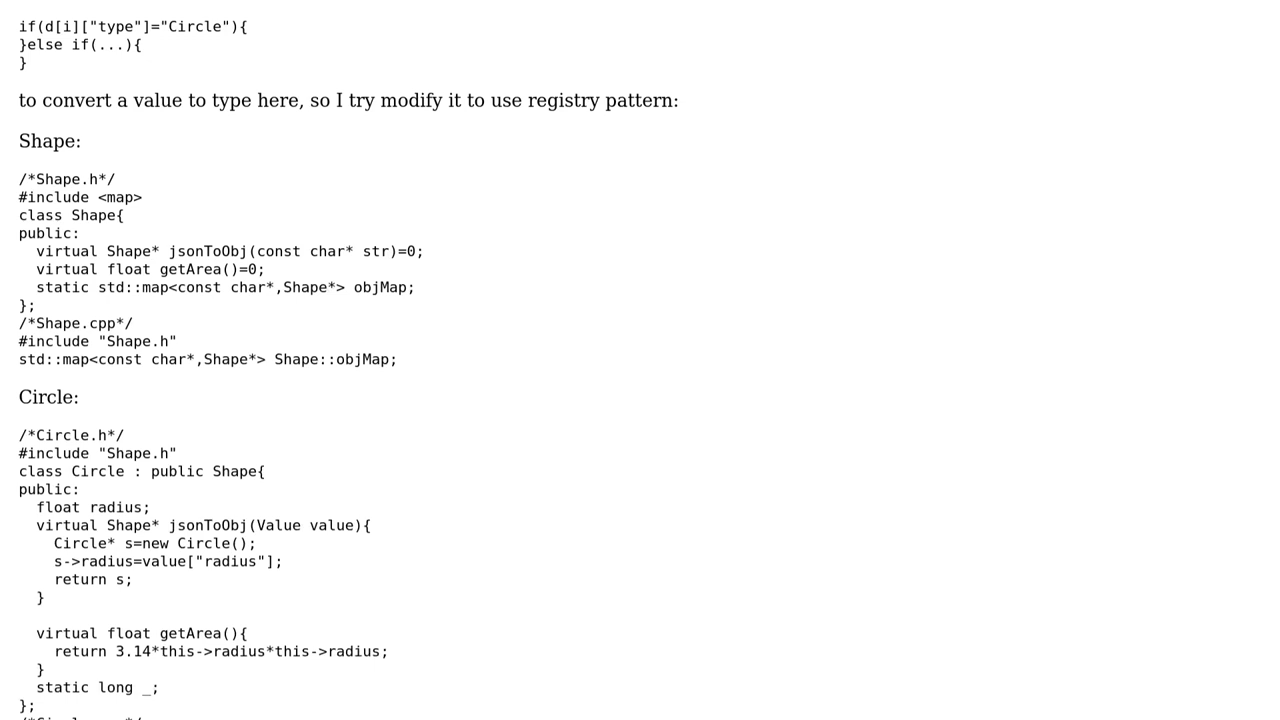 if(d[i]["type"]="Circle"){
}else if(...){
}
to convert a value to type here, so I try modify it to use registry pattern:
Shape:
/*Shape.h*/
#include <map>
class Shape{
public:
  virtual Shape* jsonToObj(const char* str)=0;
  virtual float getArea()=0;
  static std::map<const char*,Shape*> objMap;
};
/*Shape.cpp*/
#include "Shape.h"
std::map<const char*,Shape*> Shape::objMap;
Circle:
/*Circle.h*/
#include "Shape.h"
class Circle : public Shape{
public:
  float radius;
  virtual Shape* jsonToObj(Value value){
    Circle* s=new Circle();
    s->radius=value["radius"];
    return s;
  }
  virtual float getArea(){
    return 3.14*this->radius*this->radius;
  }
  static long _;
};